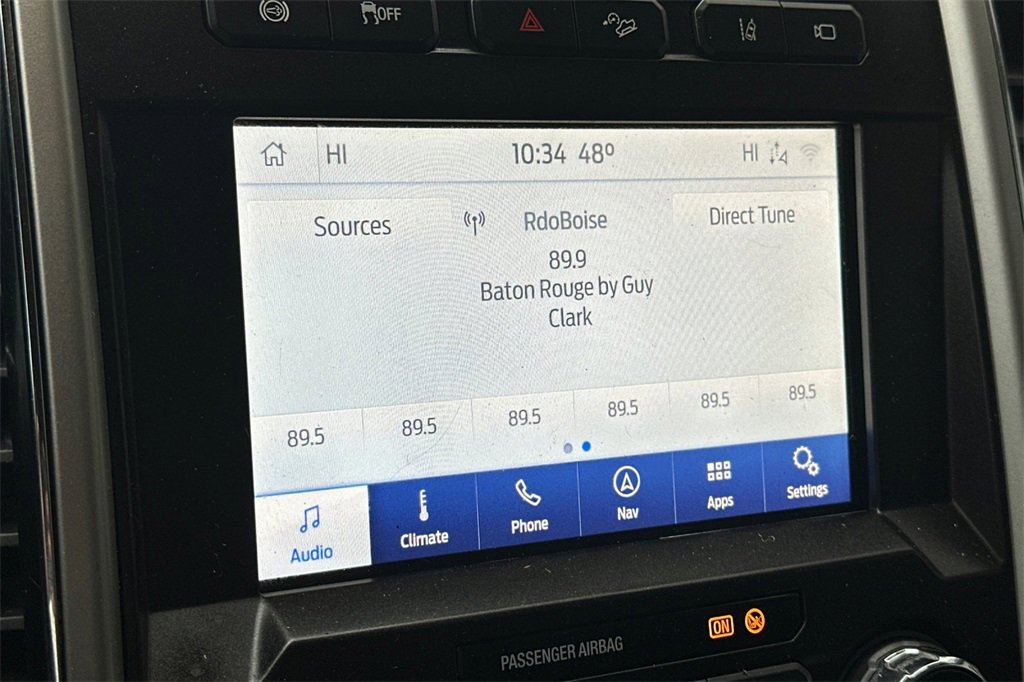 OFF
HI 10:34 48° HI
Sources RdoBoise Direct Tune
89.9
Baton Rouge by Guy
Clark
89.5 89.5 89.5 89.5 89.5 89.5
Audio Climate Phone Nav Apps Settings
PASSENGER AIRBAG ON